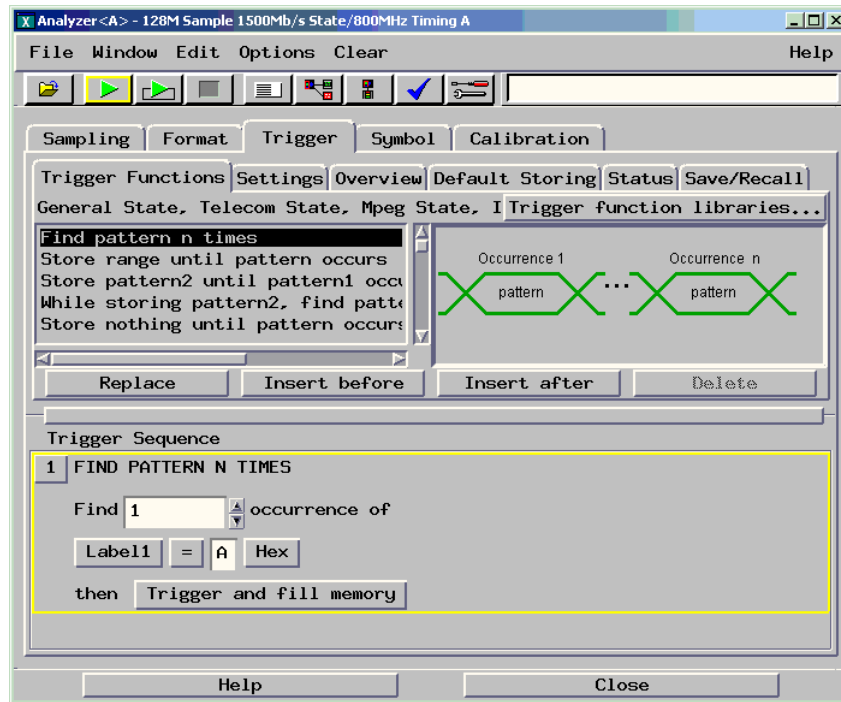 Analyzer<A> - 128M Sample 1500Mb/s State/800MHz Timing A
File Window Edit Options Clear Help
Sampling Format Trigger Symbol Calibration
Trigger Functions Settings Overview Default Storing Status Save/Recall
General State, Telecom State, Mpeg State, I Trigger function libraries...
Find pattern n times
Store range until pattern occurs
Store pattern2 until pattern1 occu
While storing pattern2, find patte
Store nothing until pattern occurs
Occurrence 1 Occurrence n
pattern ... pattern
Replace Insert before Insert after Delete
Trigger Sequence
1 FIND PATTERN N TIMES
Find 1 occurrence of
Label1 = A Hex
then Trigger and fill memory
Help Close